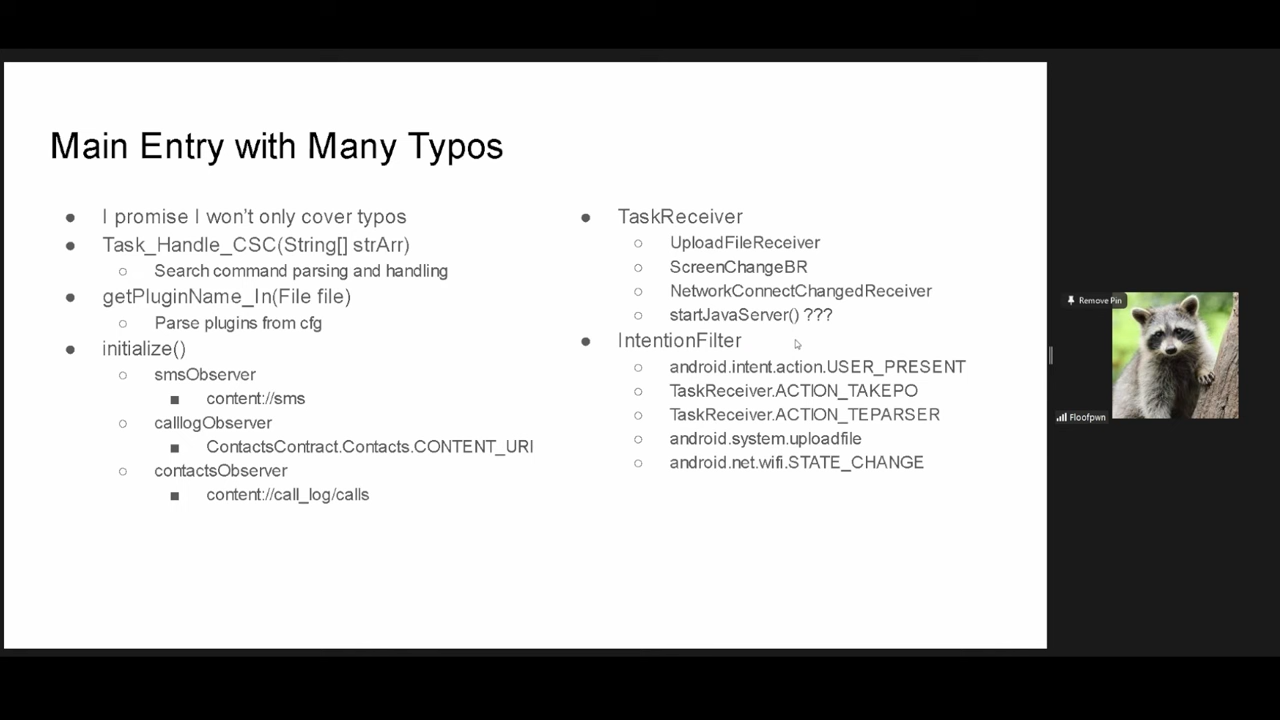 Main Entry with Many Typos
I promise I won't only cover typos
Task_Handle_CSC(String[] strArr)
Search command parsing and handling
getPluginName_In(File file)
Parse plugins from cfg
initialize()
smsObserver
content://sms
calllogObserver
ContactsContract.Contacts.CONTENT_URI
contactsObserver
content://call_log/calls
TaskReceiver
UploadFileReceiver
ScreenChangeBR
NetworkConnectChangedReceiver
startJavaServer() ???
IntentionFilter
android.intent.action.USER_PRESENT
TaskReceiver.ACTION_TAKEPO
TaskReceiver.ACTION_TEPARSER
android.system.uploadfile
android.net.wifi.STATE_CHANGE
Remove Pin
Floofpwn